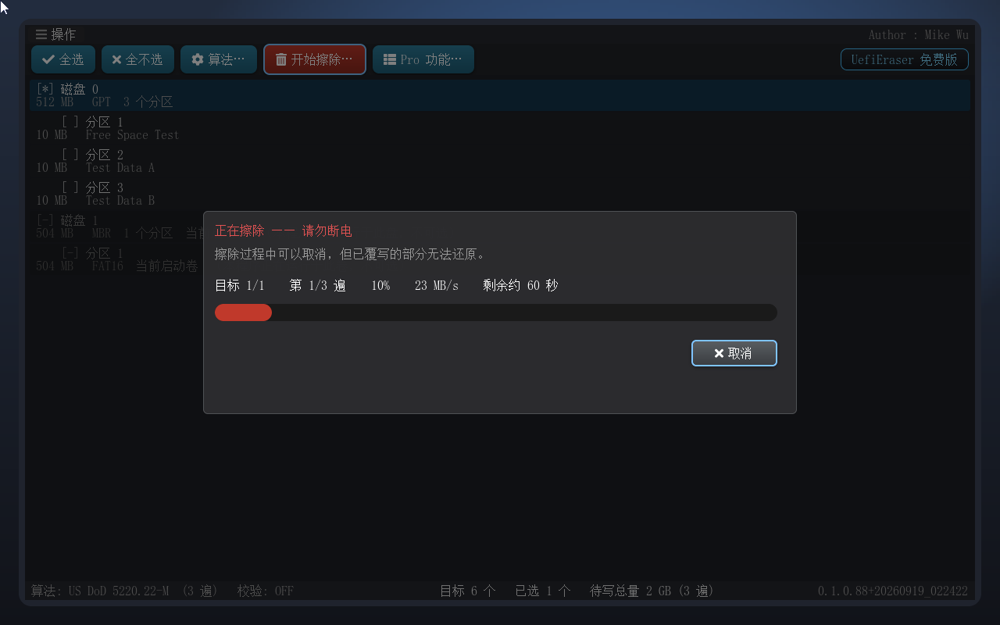 操作
Author : Mike Wu
全选 全不选 算法… 开始擦除… Pro 功能… UefiEraser 免费版
[*] 磁盘 0
512 MB GPT 3 个分区
[ ] 分区 1
10 MB Free Space Test
[ ] 分区 2
10 MB Test Data A
[ ] 分区 3
10 MB Test Data B
[-] 磁盘 1
504 MB MBR 1 个分区 当前
[-] 分区 1
504 MB FAT16 当前启动卷
正在擦除 —— 请勿断电
擦除过程中可以取消，但已覆写的部分无法还原。
目标 1/1 第 1/3 遍 10% 23 MB/s 剩余约 60 秒
取消
算法: US DoD 5220.22-M (3 遍) 校验: OFF 目标 6 个 已选 1 个 待写总量 2 GB (3 遍) 0.1.0.88+20260919_022422